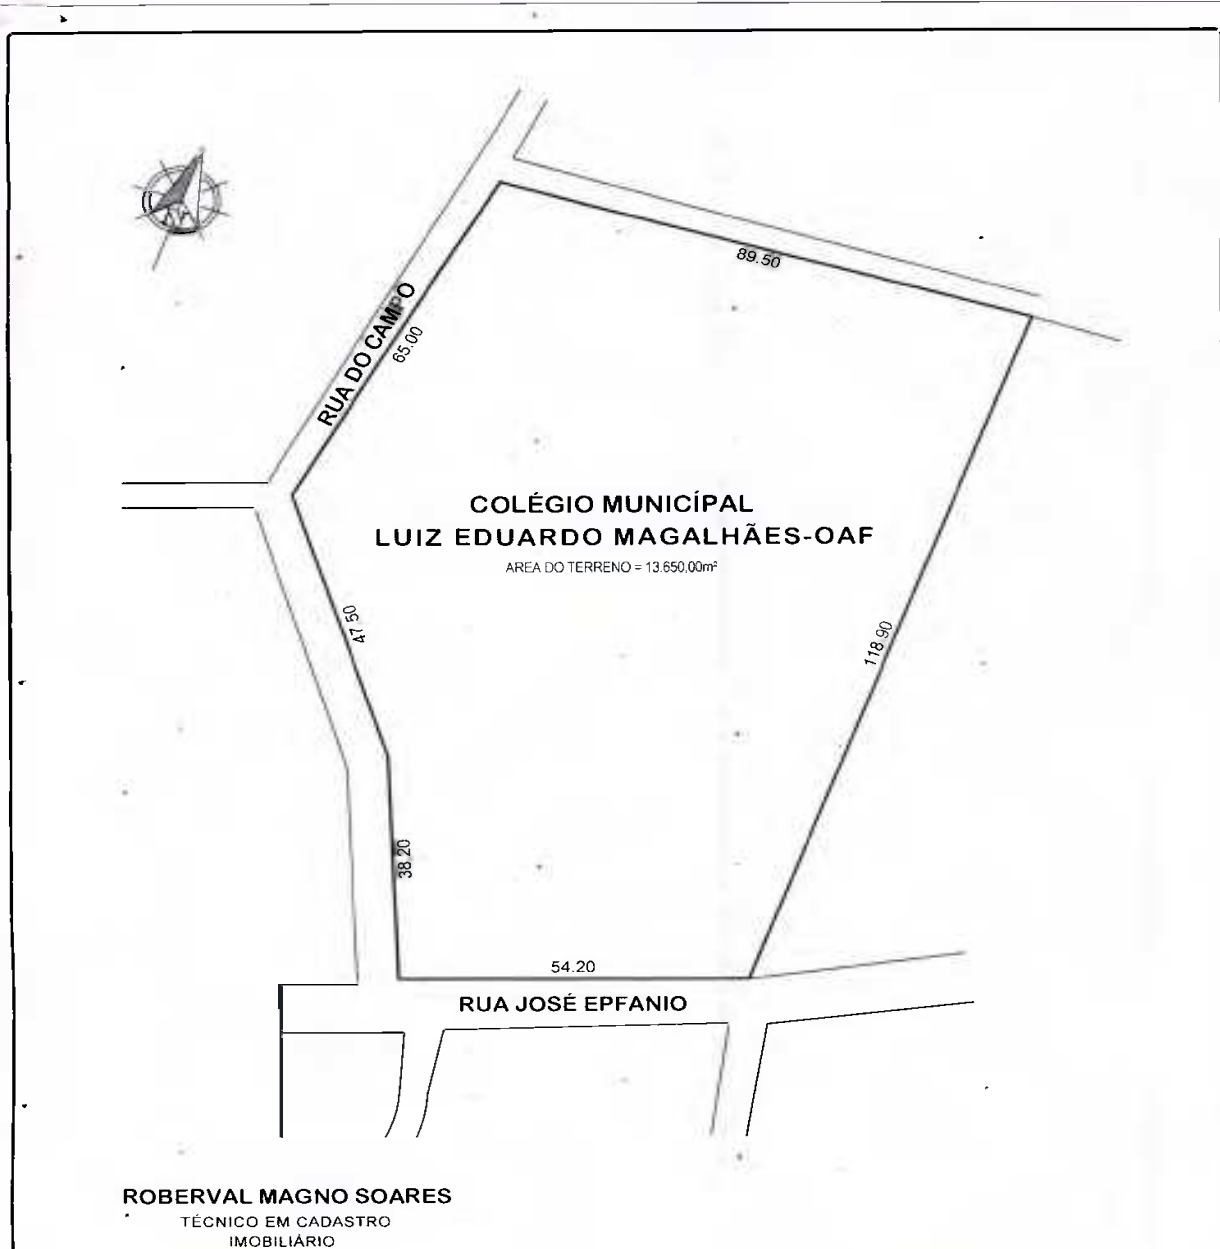 89.50
RUA DO CAMPO
65.00
COLÉGIO MUNICÍPAL
LUIZ EDUARDO MAGALHÃES-OAF
AREA DO TERRENO = 13.650,00m²
47.50
118.90
38.20
54.20
RUA JOSÉ EPFANIO
ROBERVAL MAGNO SOARES
TÉCNICO EM CADASTRO
IMOBILIÁRIO